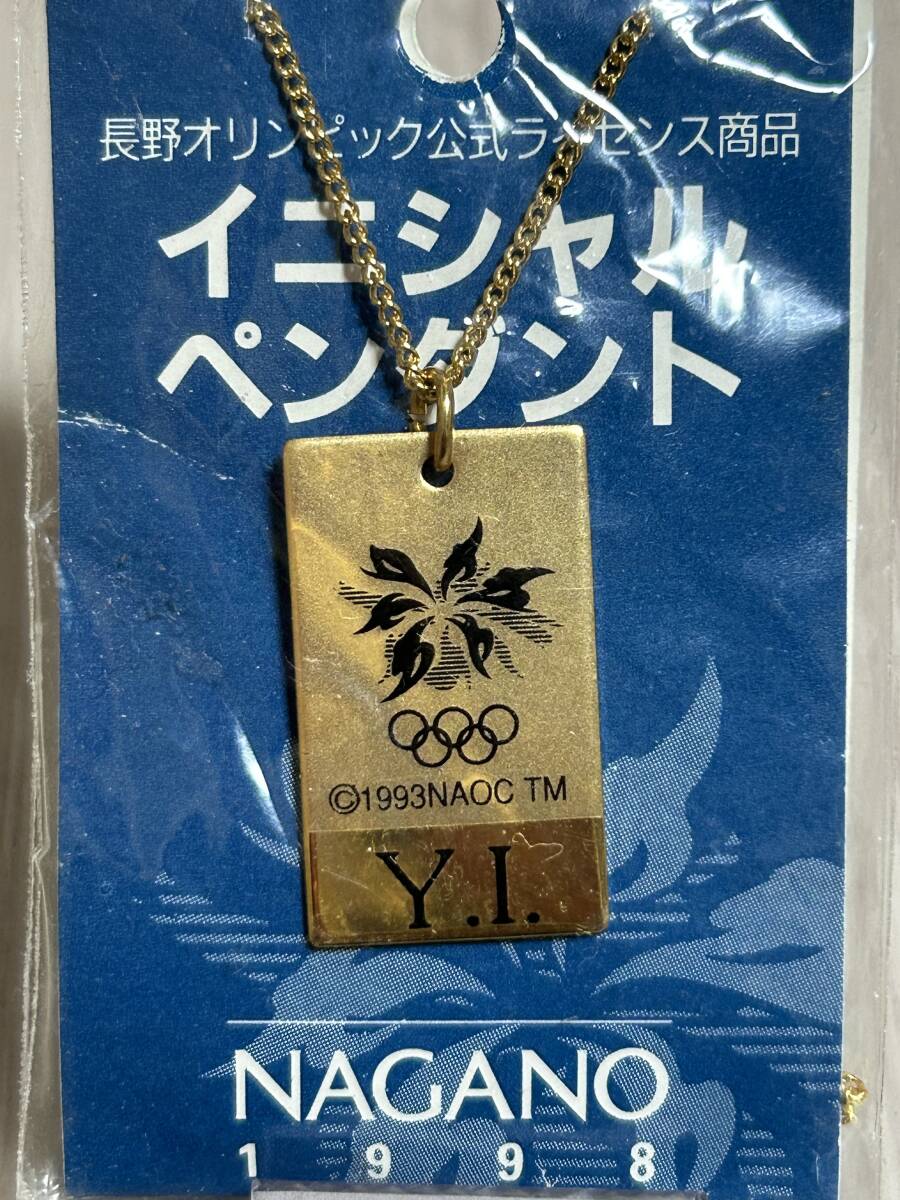 長野オリンピック公式ライセンス商品
イニシャル
ペンダント
©1993NAOC TM
Y.I.
NAGANO
1998